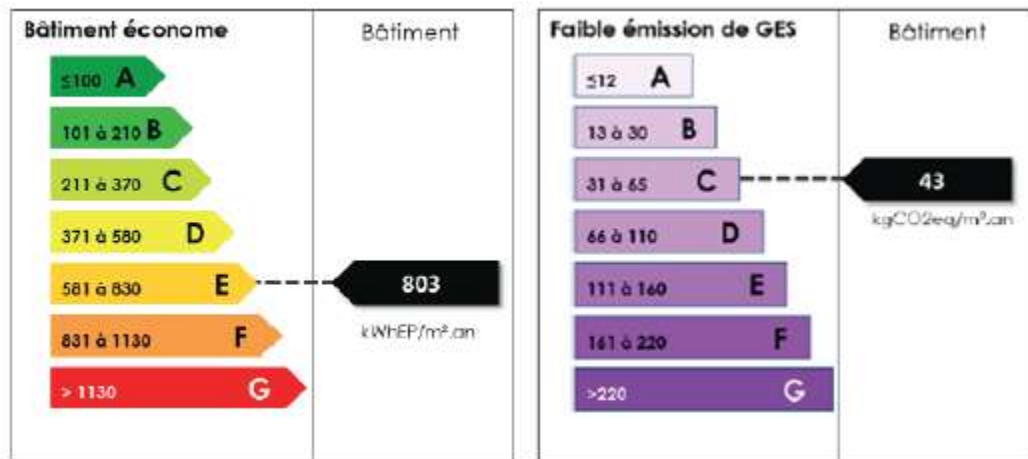 Bâtiment économe
Bâtiment
≤100 A
101 à 210 B
211 à 370 C
371 à 580 D
581 à 830 E
803
kWhEP/m².an
831 à 1130 F
> 1130 G
Faible émission de GES
Bâtiment
≤12 A
13 à 30 B
31 à 65 C
43
kgCO2eq/m².an
66 à 110 D
111 à 160 E
161 à 220 F
>220 G